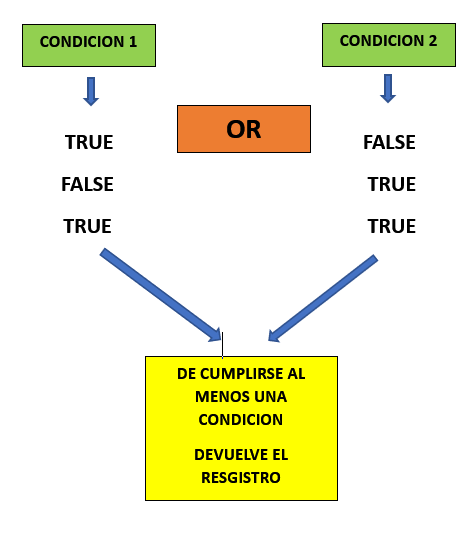 CONDICION 1
CONDICION 2
OR
TRUE
FALSE
FALSE
TRUE
TRUE
TRUE
DE CUMPLIRSE AL
MENOS UNA
CONDICION
DEVUELVE EL
RESGISTRO